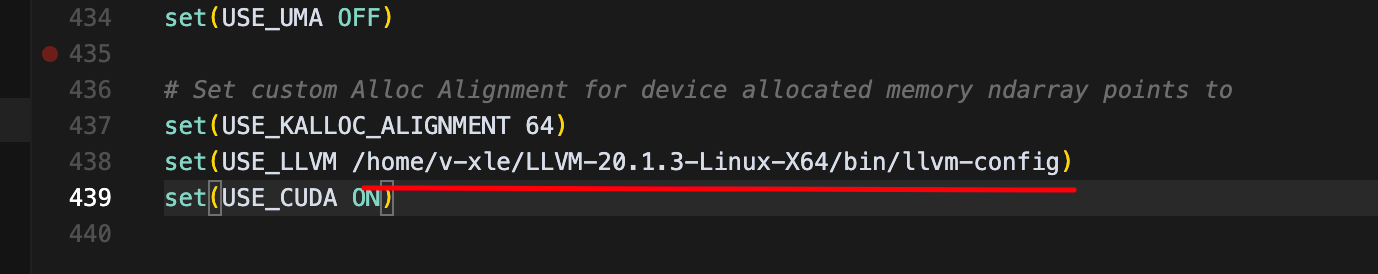 434 set(USE_UMA OFF)
435
436 # Set custom Alloc Alignment for device allocated memory ndarray points to
437 set(USE_KALLOC_ALIGNMENT 64)
438 set(USE_LLVM /home/v-xle/LLVM-20.1.3-Linux-X64/bin/llvm-config)
439 set(USE_CUDA ON)
440